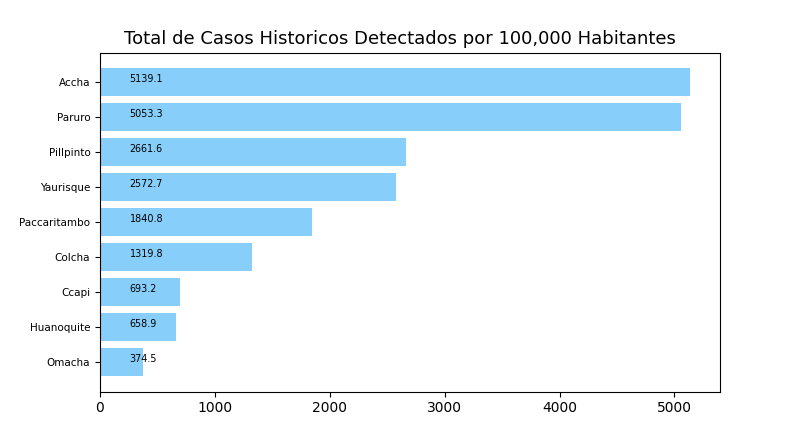 Total de Casos Historicos Detectados por 100,000 Habitantes
Accha 5139.1
Paruro 5053.3
Pillpinto 2661.6
Yaurisque 2572.7
Paccaritambo 1840.8
Colcha 1319.8
Ccapi 693.2
Huanoquite 658.9
Omacha 374.5
0 1000 2000 3000 4000 5000